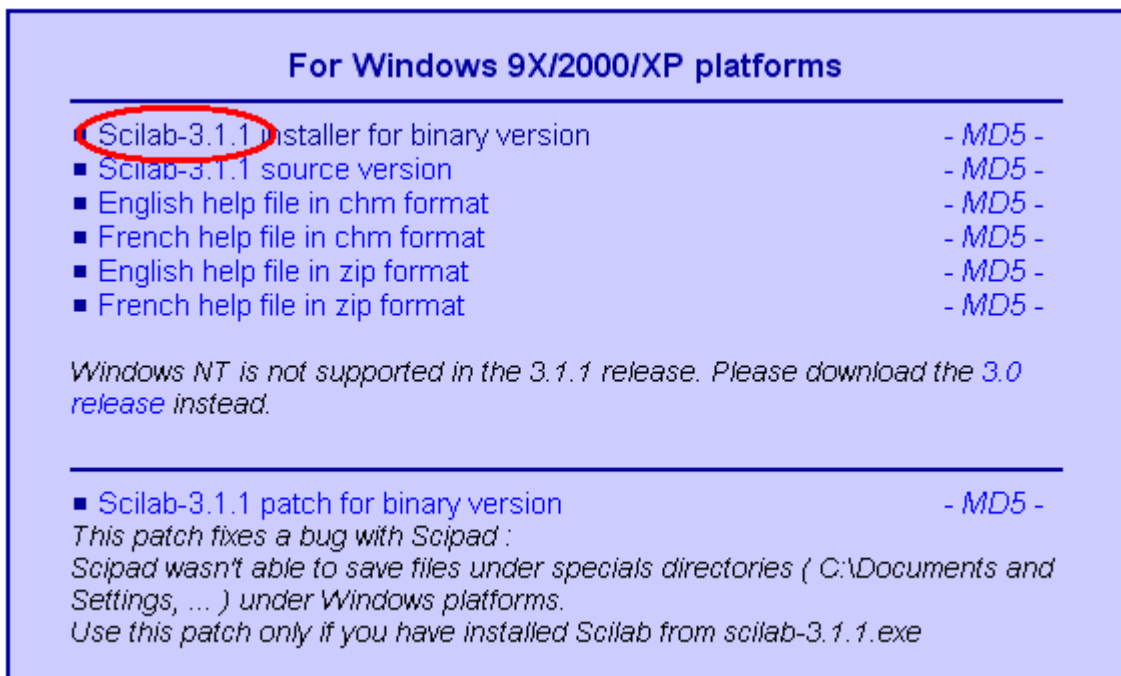 For Windows 9X/2000/XP platforms
Scilab-3.1.1 installer for binary version - MD5 -
Scilab-3.1.1 source version - MD5 -
English help file in chm format - MD5 -
French help file in chm format - MD5 -
English help file in zip format - MD5 -
French help file in zip format - MD5 -
Windows NT is not supported in the 3.1.1 release. Please download the 3.0
release instead.
Scilab-3.1.1 patch for binary version - MD5 -
This patch fixes a bug with Scipad :
Scipad wasn't able to save files under specials directories ( C:\Documents and
Settings, ... ) under Windows platforms.
Use this patch only if you have installed Scilab from scilab-3.1.1.exe